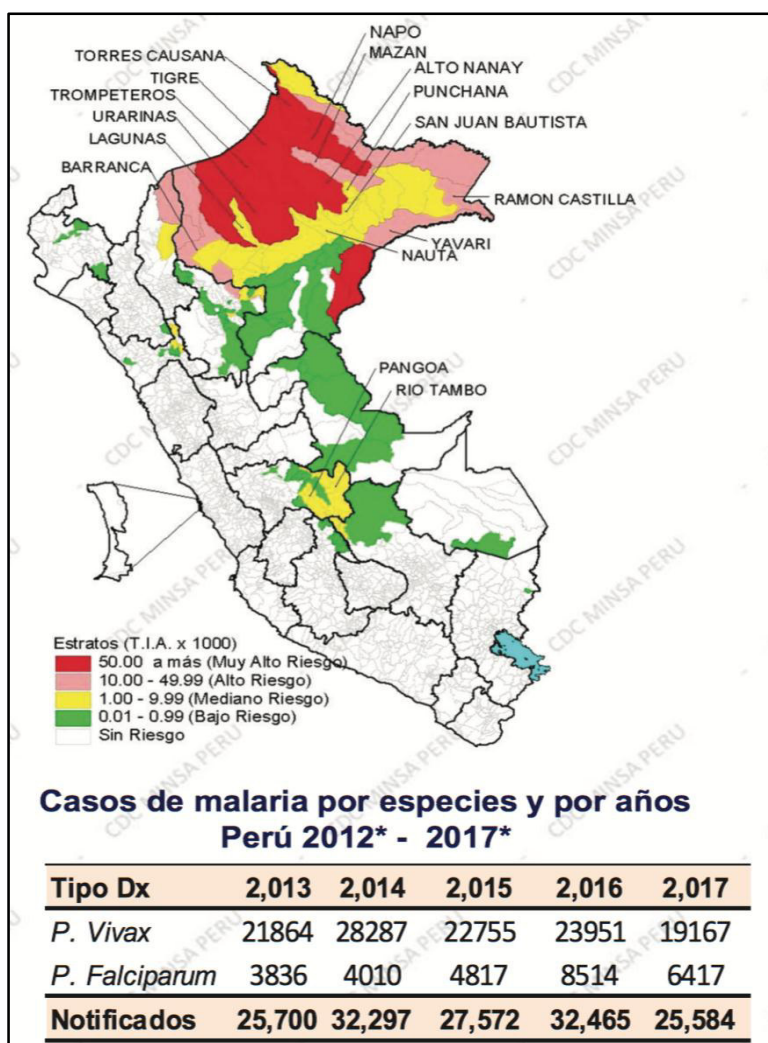 NAPO
MAZAN
TORRES CAUSANA
ALTO NANAY
TIGRE
PUNCHANA
TROMPETEROS
URARINAS
SAN JUAN BAUTISTA
LAGUNAS
BARRANCA
RAMON CASTILLA
YAVARI
NAUTA
PANGOA
RIO TAMBO
Estratos (T.I.A. x 1000)
50.00 a más (Muy Alto Riesgo)
10.00 - 49.99 (Alto Riesgo)
1.00 - 9.99 (Mediano Riesgo)
0.01 - 0.99 (Bajo Riesgo)
Sin Riesgo
CDC MINSA PERU
Casos de malaria por especies y por años
Perú 2012* - 2017*
Tipo Dx 2,013 2,014 2,015 2,016 2,017
P. Vivax 21864 28287 22755 23951 19167
P. Falciparum 3836 4010 4817 8514 6417
Notificados 25,700 32,297 27,572 32,465 25,584